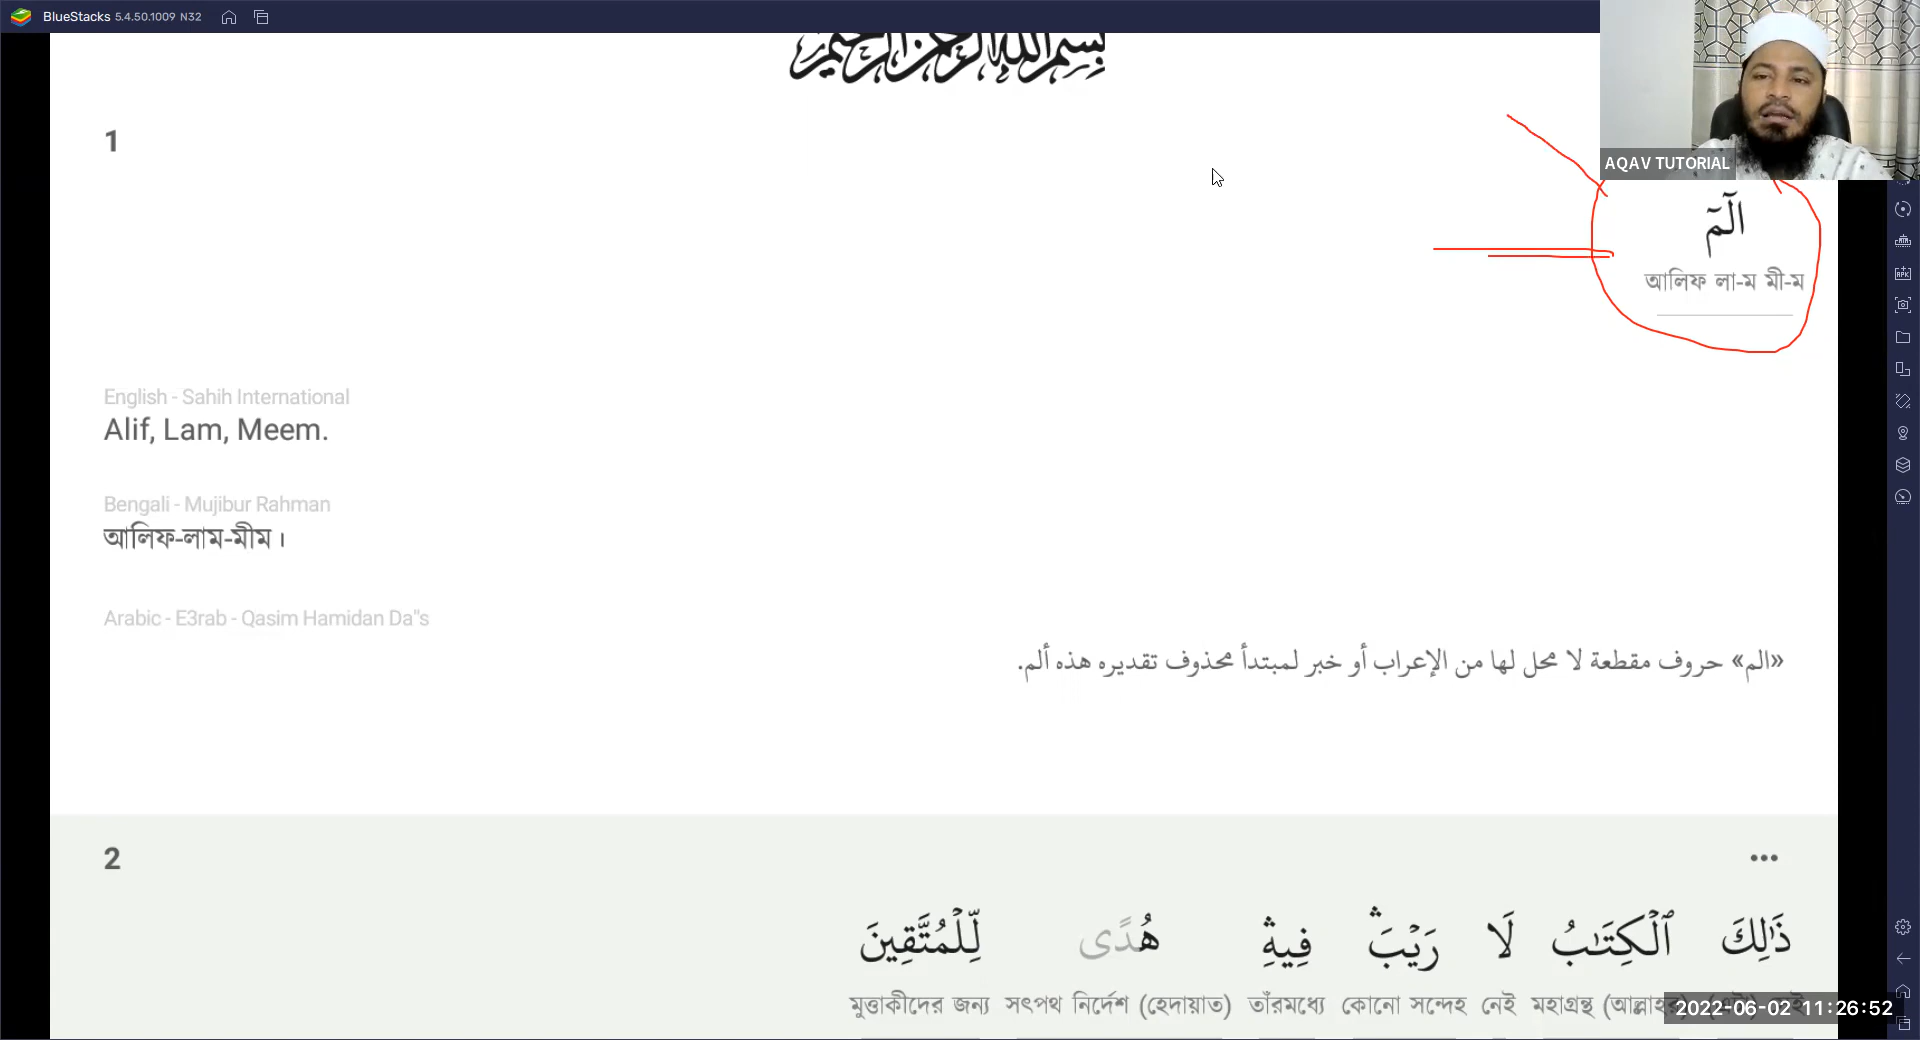 BlueStacks 5.4.50.1009 N32
بسم الله الرحمن الرحيم
1
AQAV TUTORIAL
الٓمٓ
আলিফ লা-ম মী-ম
English - Sahih International
Alif, Lam, Meem.
Bengali - Mujibur Rahman
আলিফ-লাম-মীম।
Arabic - E3rab - Qasim Hamidan Da"s
«الم» حروف مقطعة لا محل لها من الإعراب أو خبر لمبتدأ محذوف تقديره هذه ألم.
2
ذَٰلِكَ ٱلْكِتَٰبُ لَا رَيْبَ ۛ فِيهِ ۛ هُدًى لِّلْمُتَّقِينَ
মুত্তাকীদের জন্য সৎপথ নির্দেশ (হেদায়াত) তাঁরমধ্যে কোনো সন্দেহ নেই মহাগ্রন্থ
2022-06-02 11:26:52